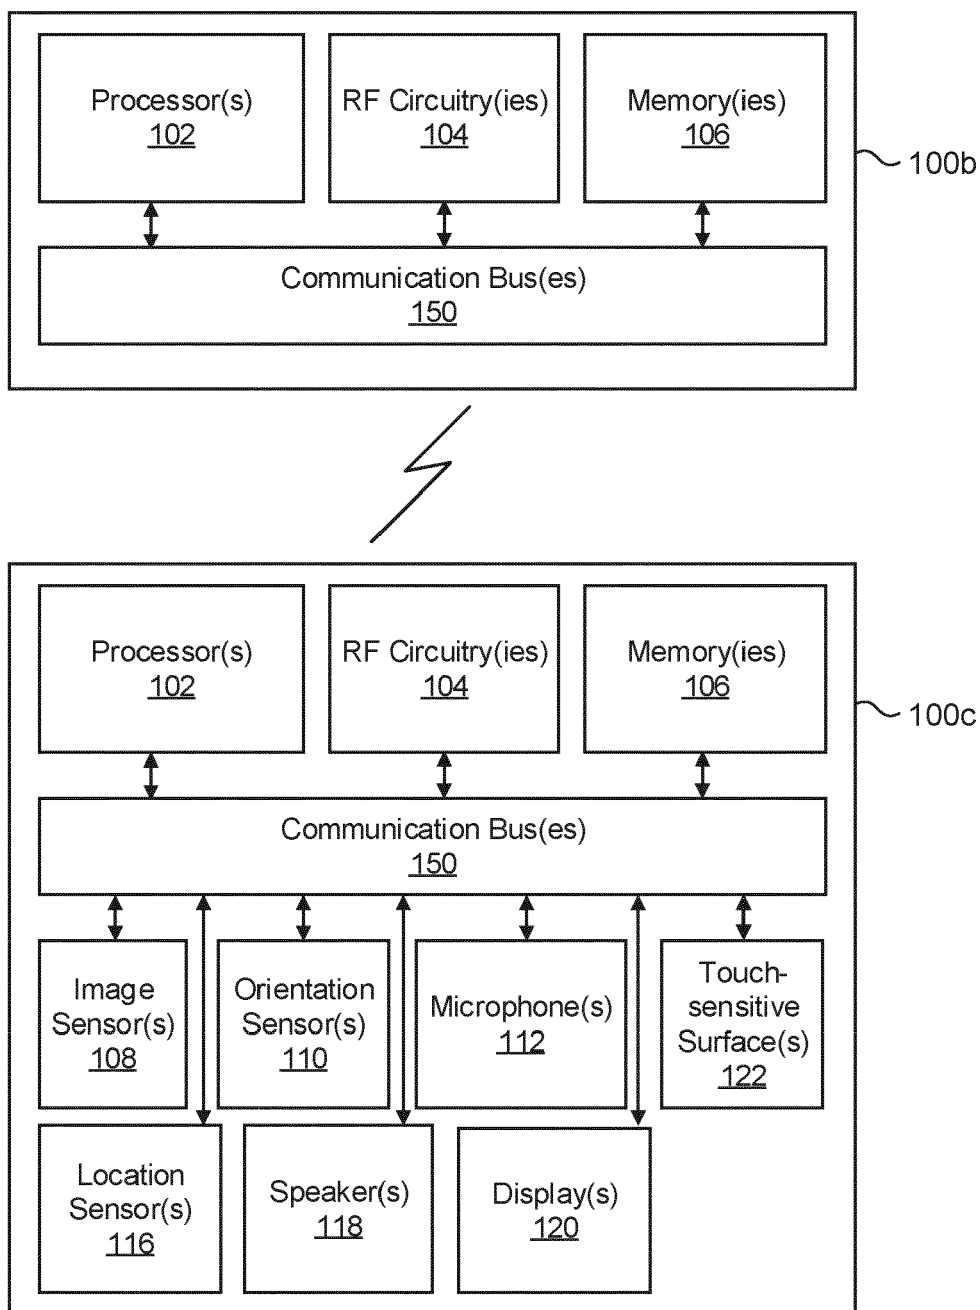 Processor(s)
102
RF Circuitry(ies)
104
Memory(ies)
106
100b
Communication Bus(es)
150
Processor(s)
102
RF Circuitry(ies)
104
Memory(ies)
106
100c
Communication Bus(es)
150
Image
Sensor(s)
108
Orientation
Sensor(s)
110
Microphone(s)
112
Touch-
sensitive
Surface(s)
122
Location
Sensor(s)
116
Speaker(s)
118
Display(s)
120